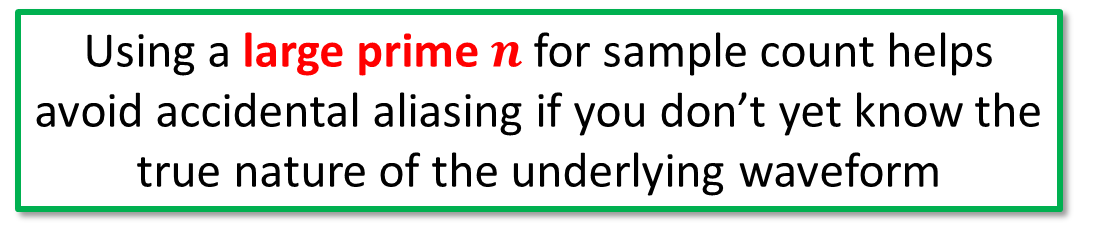 Using a large prime n for sample count helps
avoid accidental aliasing if you don’t yet know the
true nature of the underlying waveform